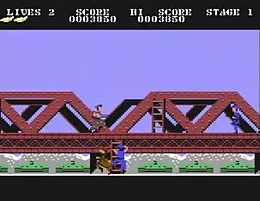 LIVES 2 SCORE HI SCORE STAGE 1
0003850 0003850